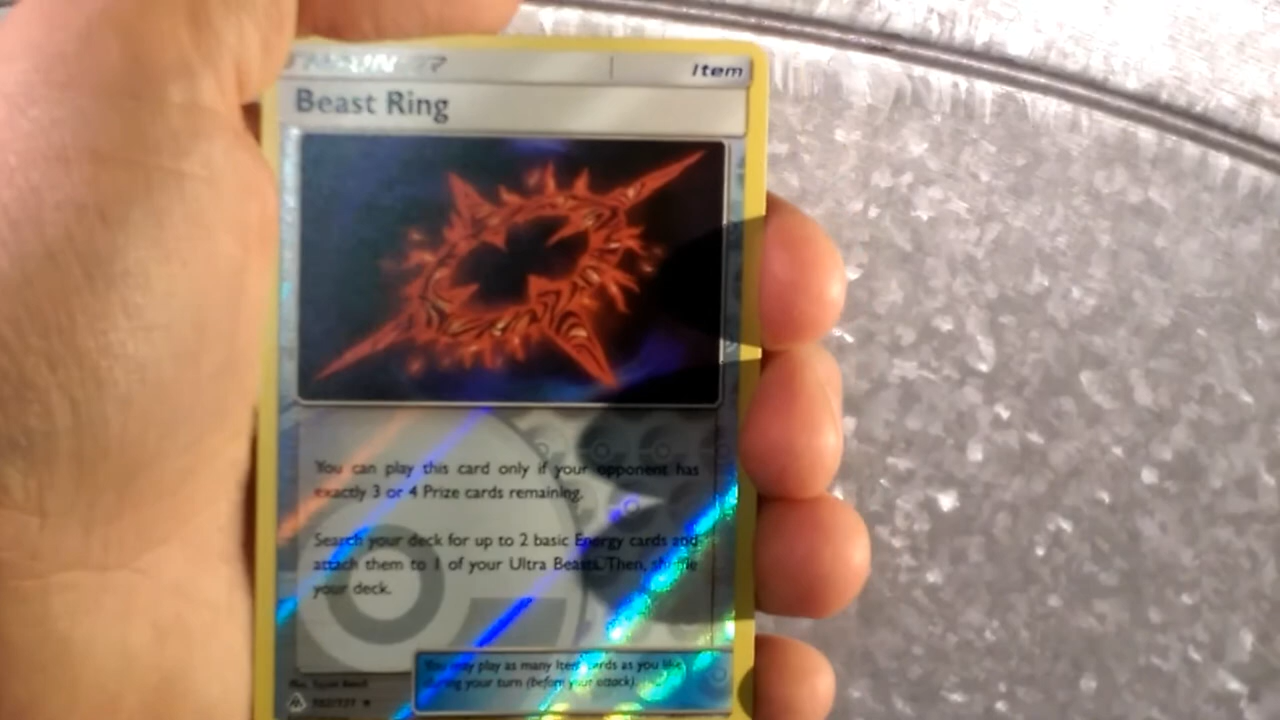 TRAINER
Item
Beast Ring
You can play this card only if your opponent has
exactly 3 or 4 Prize cards remaining.
Search your deck for up to 2 basic Energy cards and
attach them to 1 of your Ultra Beasts. Then, shuffle
your deck.
You may play as many Item cards as you like
during your turn (before your attack).